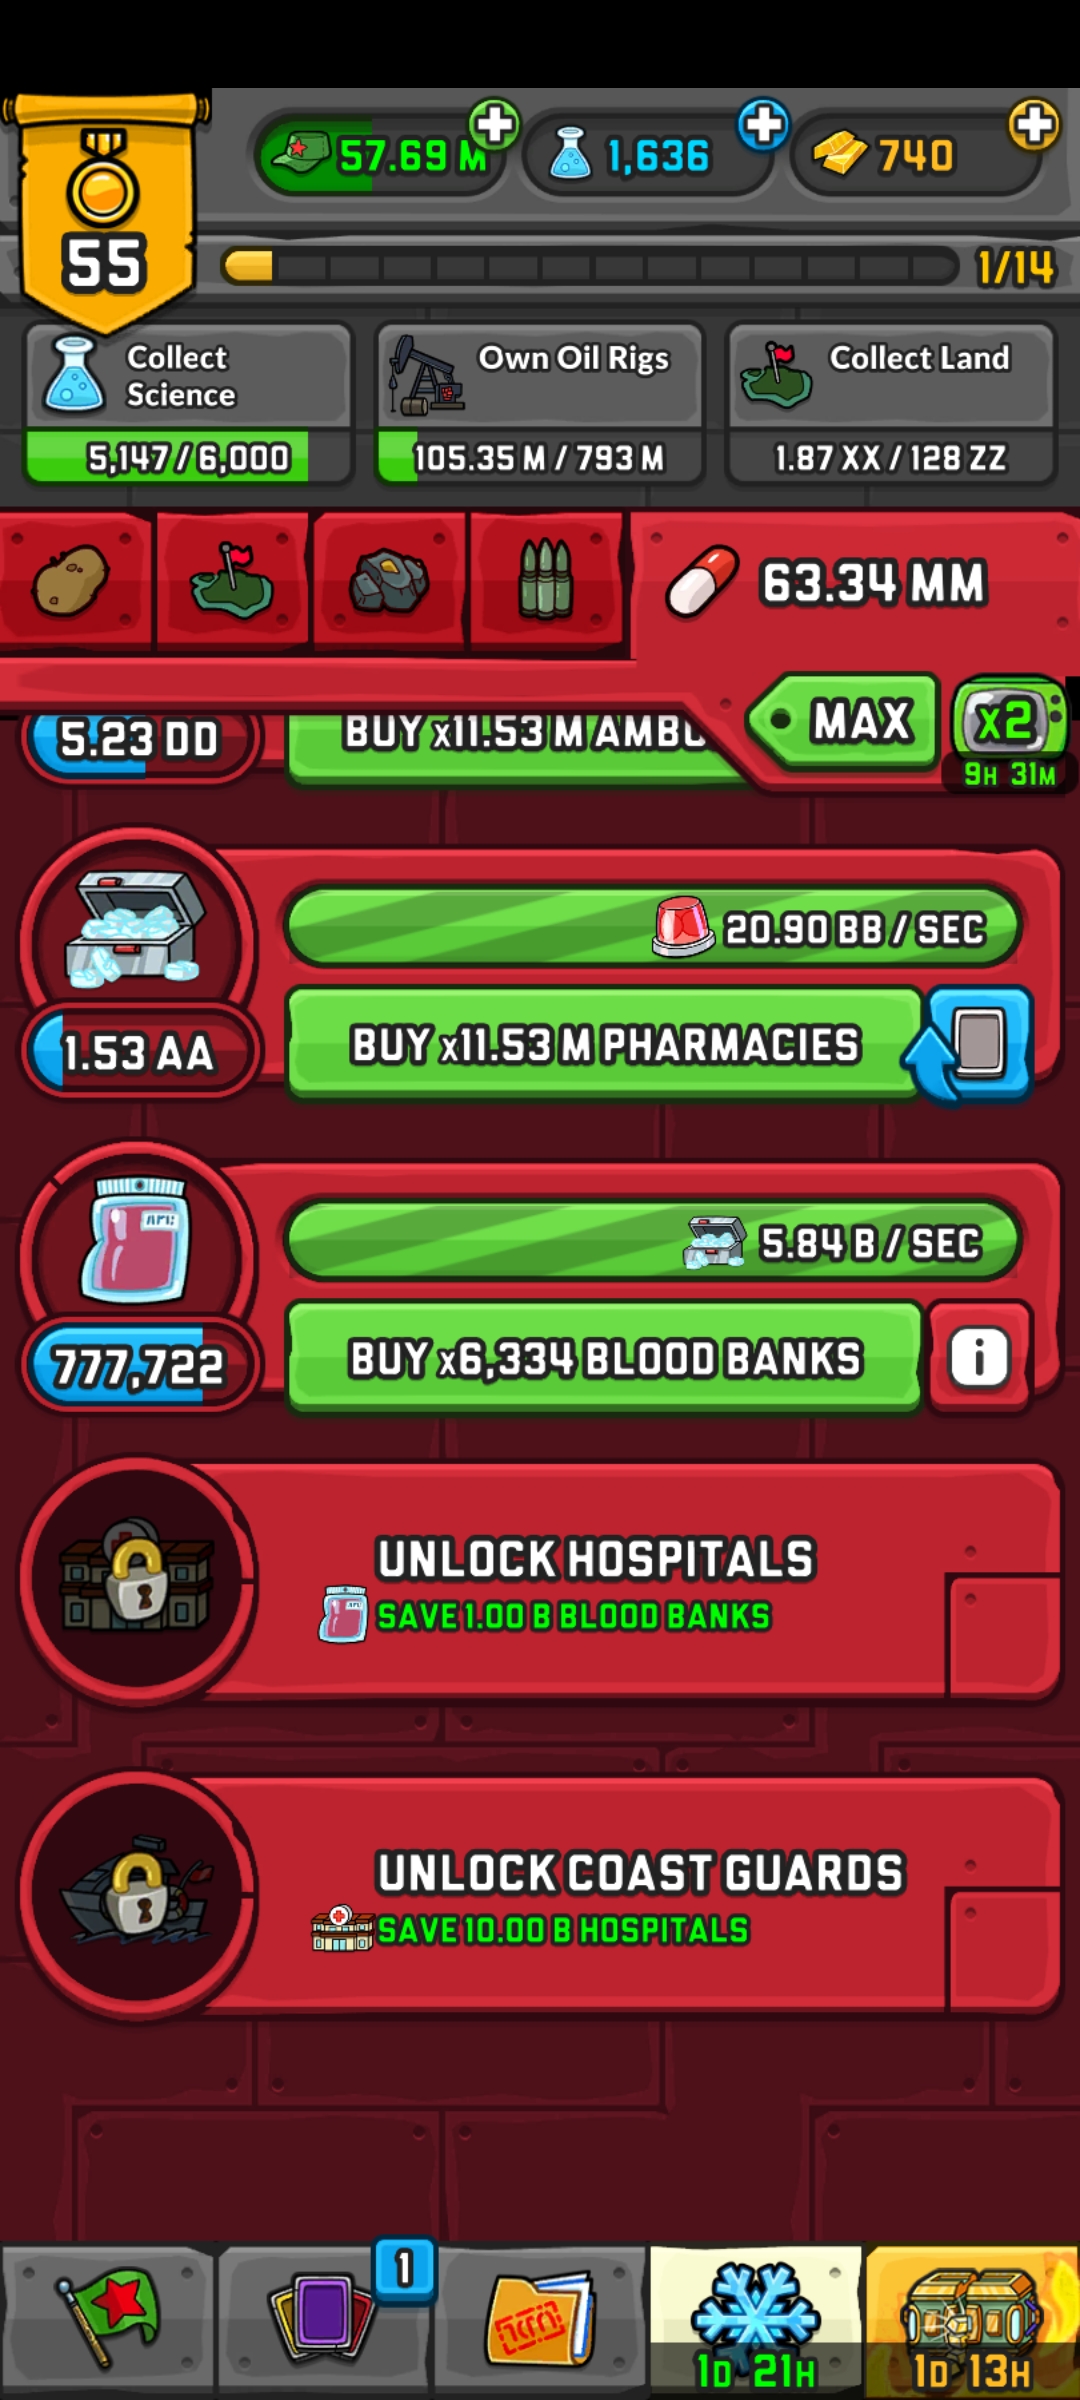 57.69 M
1,636
740
55
1/14
Collect
Science
5,147 / 6,000
Own Oil Rigs
105.35 M / 793 M
Collect Land
1.87 XX / 128 ZZ
63.34 MM
MAX
x2
9H 31M
5.23 DD
BUY x11.53 M AMBU
20.90 BB / SEC
1.53 AA
BUY x11.53 M PHARMACIES
5.84 B / SEC
777,722
BUY x6,334 BLOOD BANKS
i
UNLOCK HOSPITALS
SAVE 1.00 B BLOOD BANKS
UNLOCK COAST GUARDS
SAVE 10.00 B HOSPITALS
1
1D 21H
1D 13H